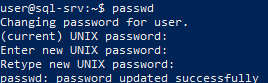 user@sql-srv:~$ passwd
Changing password for user.
(current) UNIX password:
Enter new UNIX password:
Retype new UNIX password:
passwd: password updated successfully